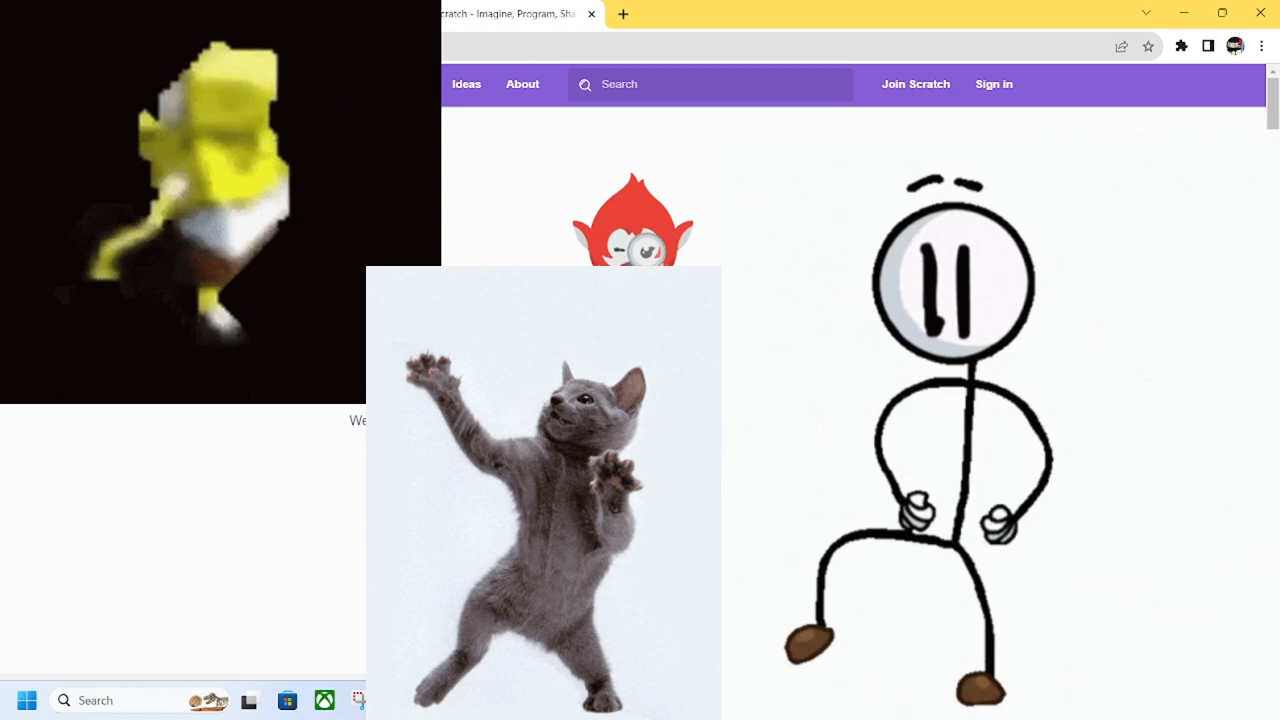 cratch - Imagine, Program, Sha
Ideas About Search Join Scratch Sign in
We
Search